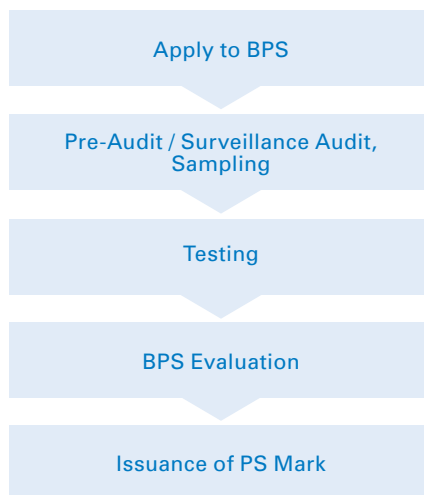 Apply to BPS
Pre-Audit / Surveillance Audit,
Sampling
Testing
BPS Evaluation
Issuance of PS Mark